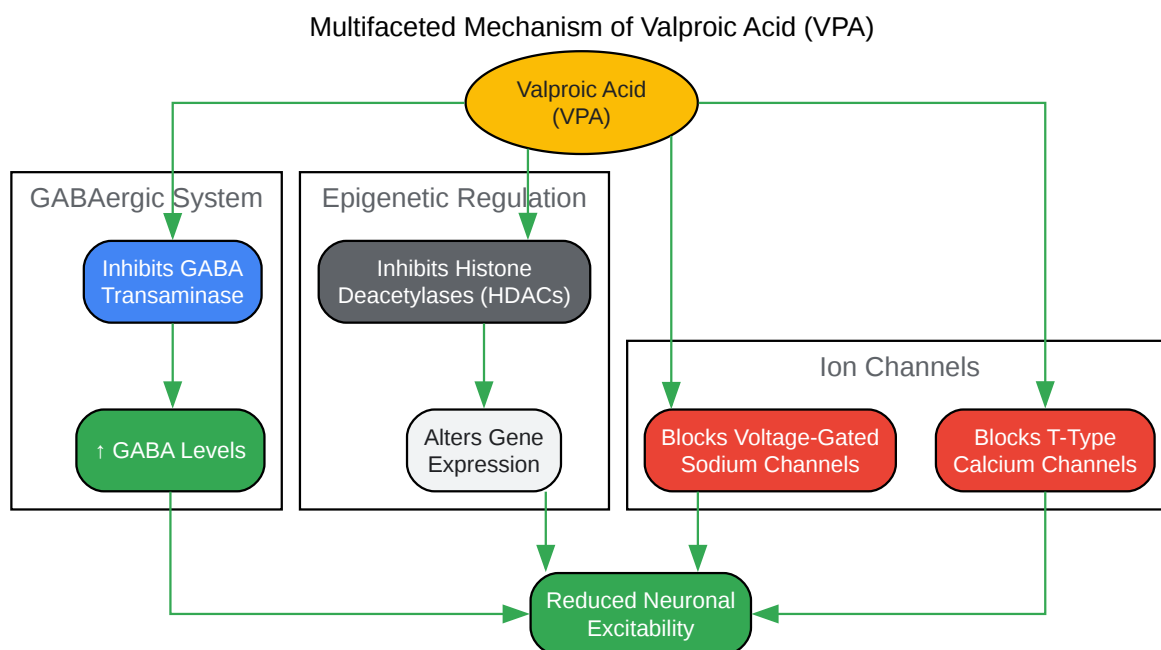 Multifaceted Mechanism of Valproic Acid (VPA)
Valproic Acid
(VPA)
GABAergic System
Epigenetic Regulation
Inhibits GABA
Transaminase
Inhibits Histone
Deacetylases (HDACs)
Ion Channels
↑ GABA Levels
Alters Gene
Expression
Blocks Voltage-Gated
Sodium Channels
Blocks T-Type
Calcium Channels
Reduced Neuronal
Excitability